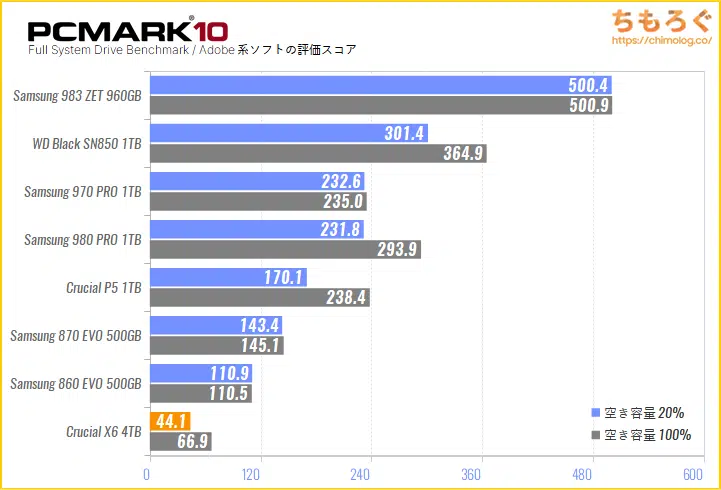 PCMARK®10
ちもろぐ
https://chimolog.co/
Full System Drive Benchmark / Adobe 系ソフトの評価スコア
Samsung 983 ZET 960GB
500.4
500.9
WD Black SN850 1TB
301.4
364.9
Samsung 970 PRO 1TB
232.6
235.0
Samsung 980 PRO 1TB
231.8
293.9
Crucial P5 1TB
170.1
238.4
Samsung 870 EVO 500GB
143.4
145.1
Samsung 860 EVO 500GB
110.9
110.5
Crucial X6 4TB
44.1
66.9
空き容量 20%
空き容量 100%
0 120 240 360 480 600